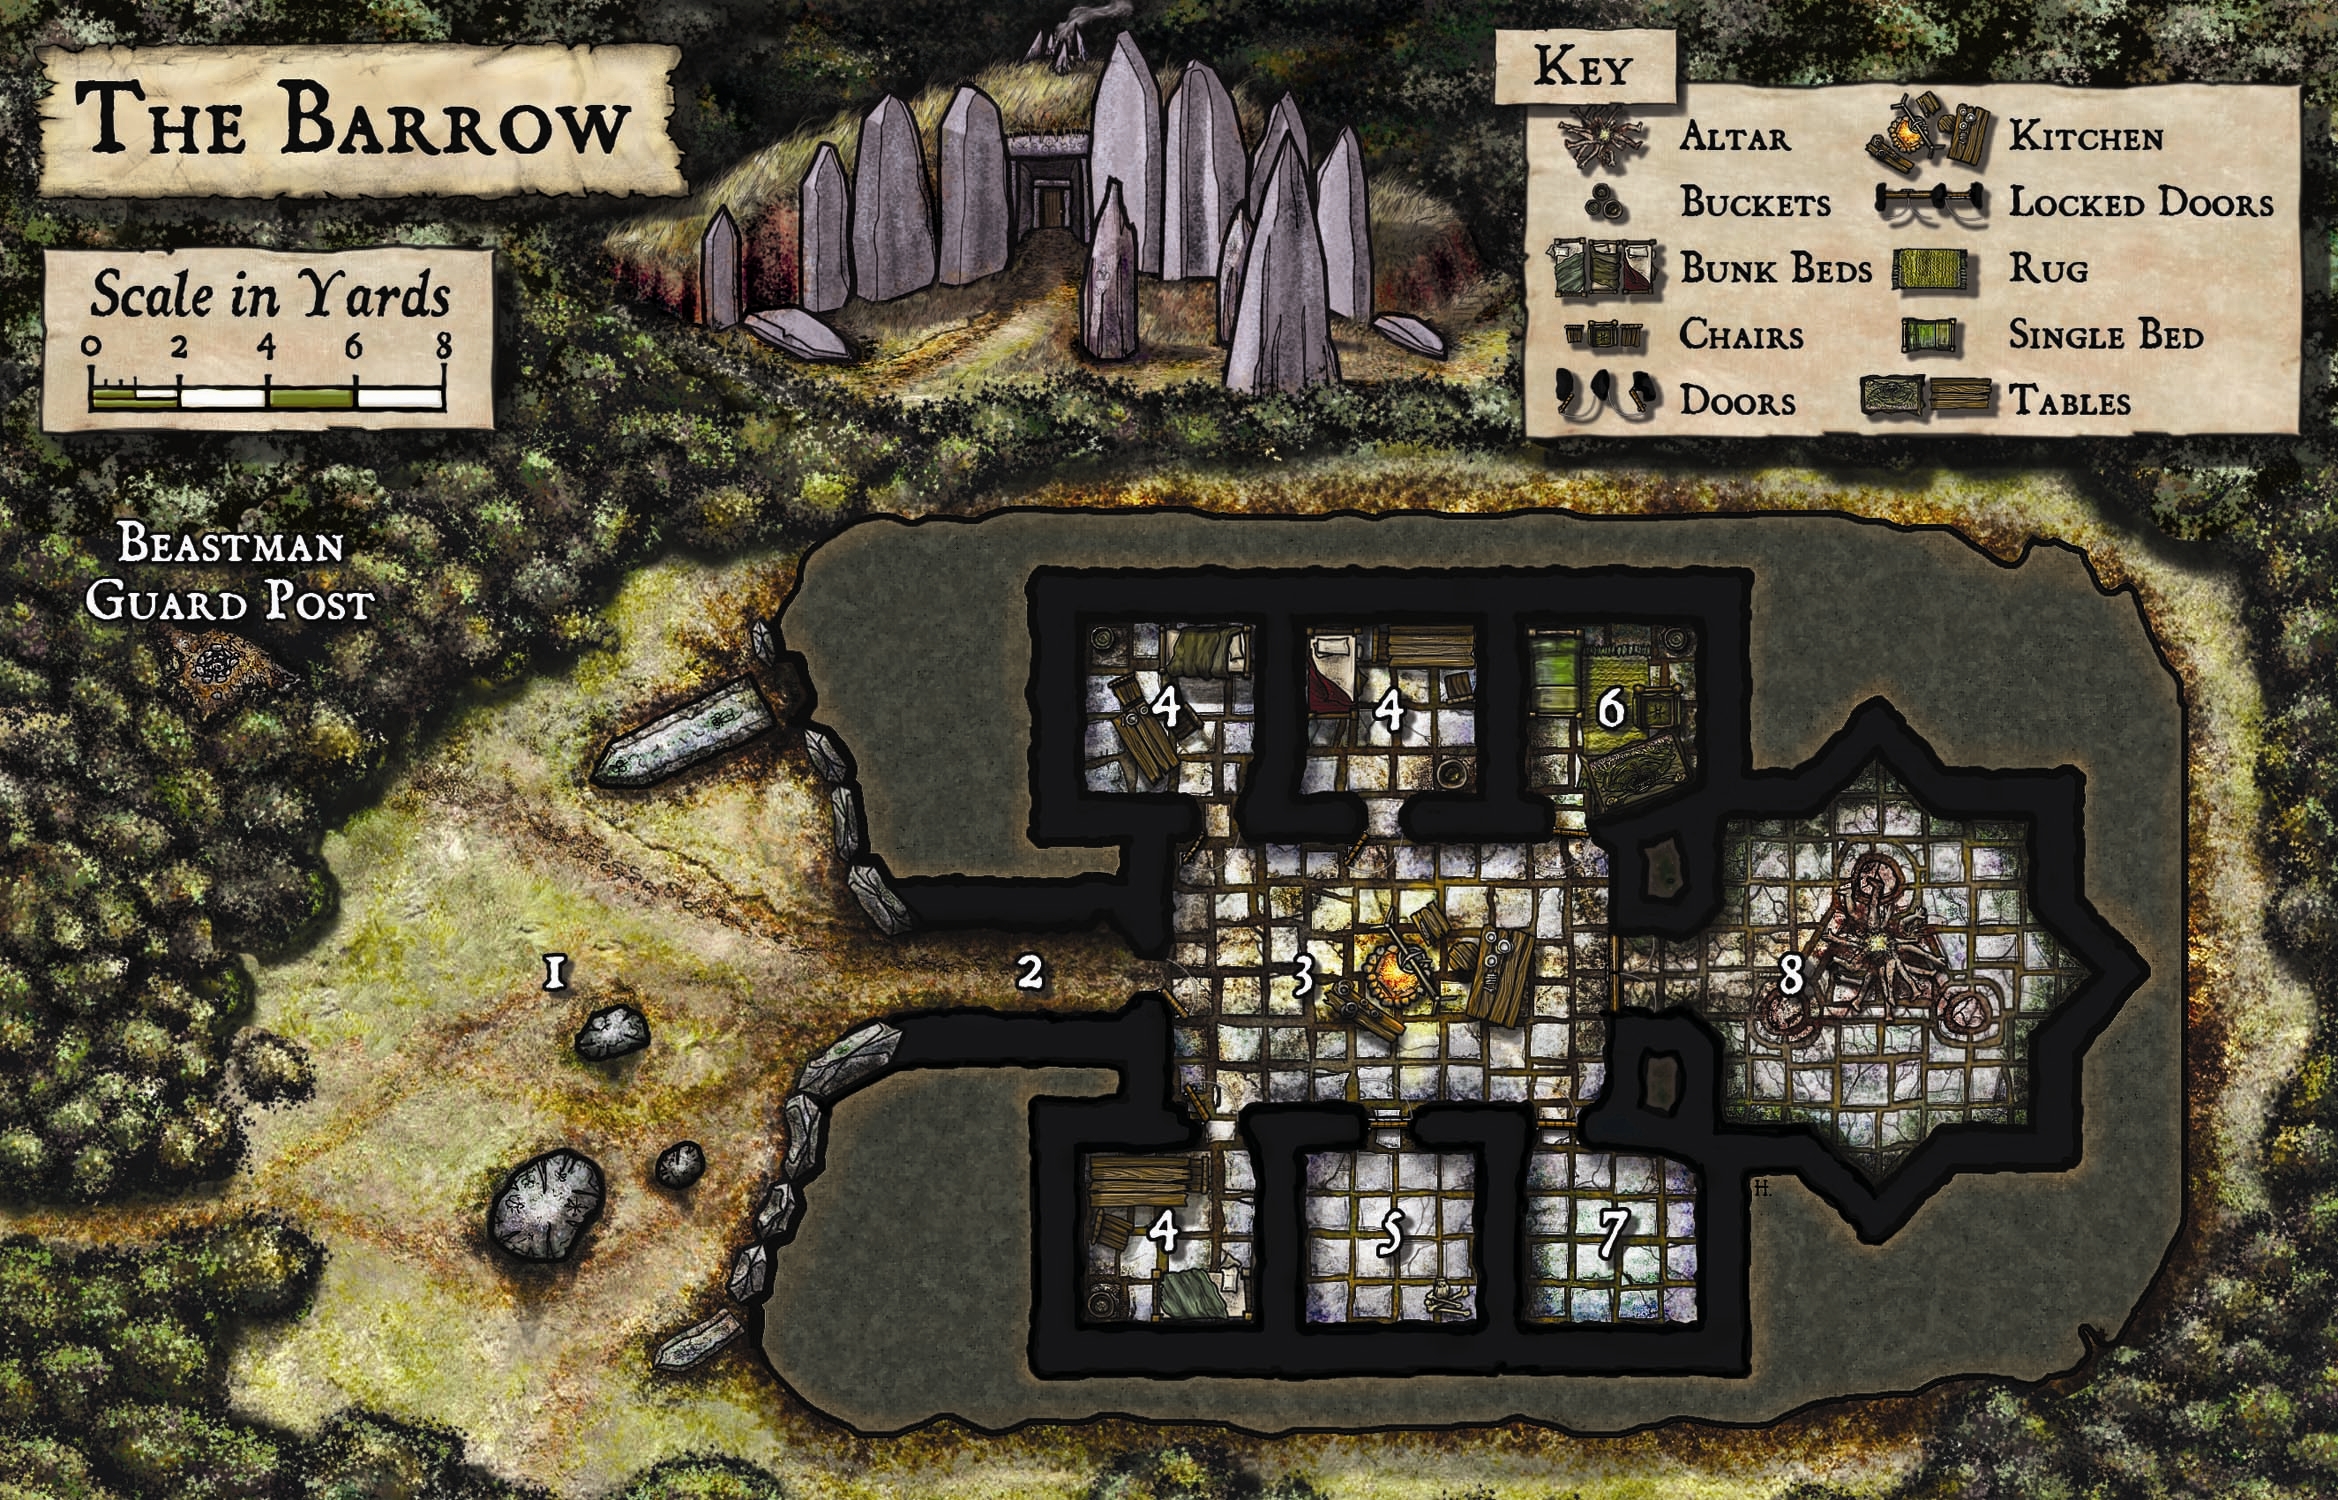 The Barrow
Scale in Yards
0 2 4 6 8
Key
Altar
Buckets
Bunk Beds
Chairs
Doors
Kitchen
Locked Doors
Rug
Single Bed
Tables
Beastman
Guard Post
4 4 6
1 2 3 8
4 5 7
H.